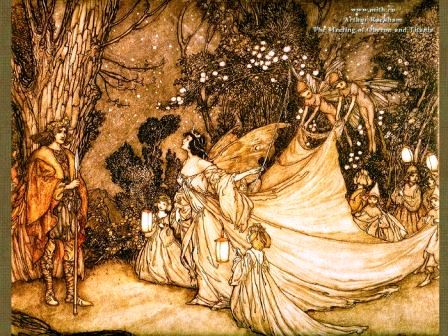 www.mith.ru
Arthur Rackham
The Meeting of Oberon and Titania